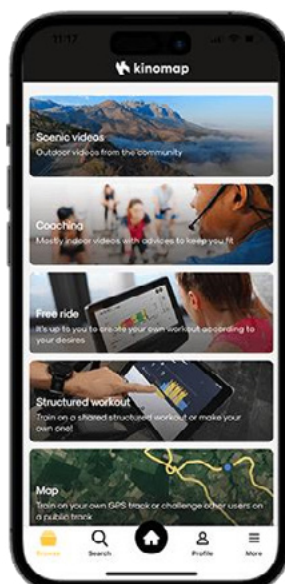 11:17
kinomap
Scenic videos
Outdoor videos from the community
Coaching
Mostly indoor videos with advices to keep you fit
Free ride
It's up to you to create your own workout according to
your desires
Structured workout
Train on a shared structured workout or make your
own one!
Map
Train on your own GPS track or challenge other users on
a public track
Browse
Search
Profile
More